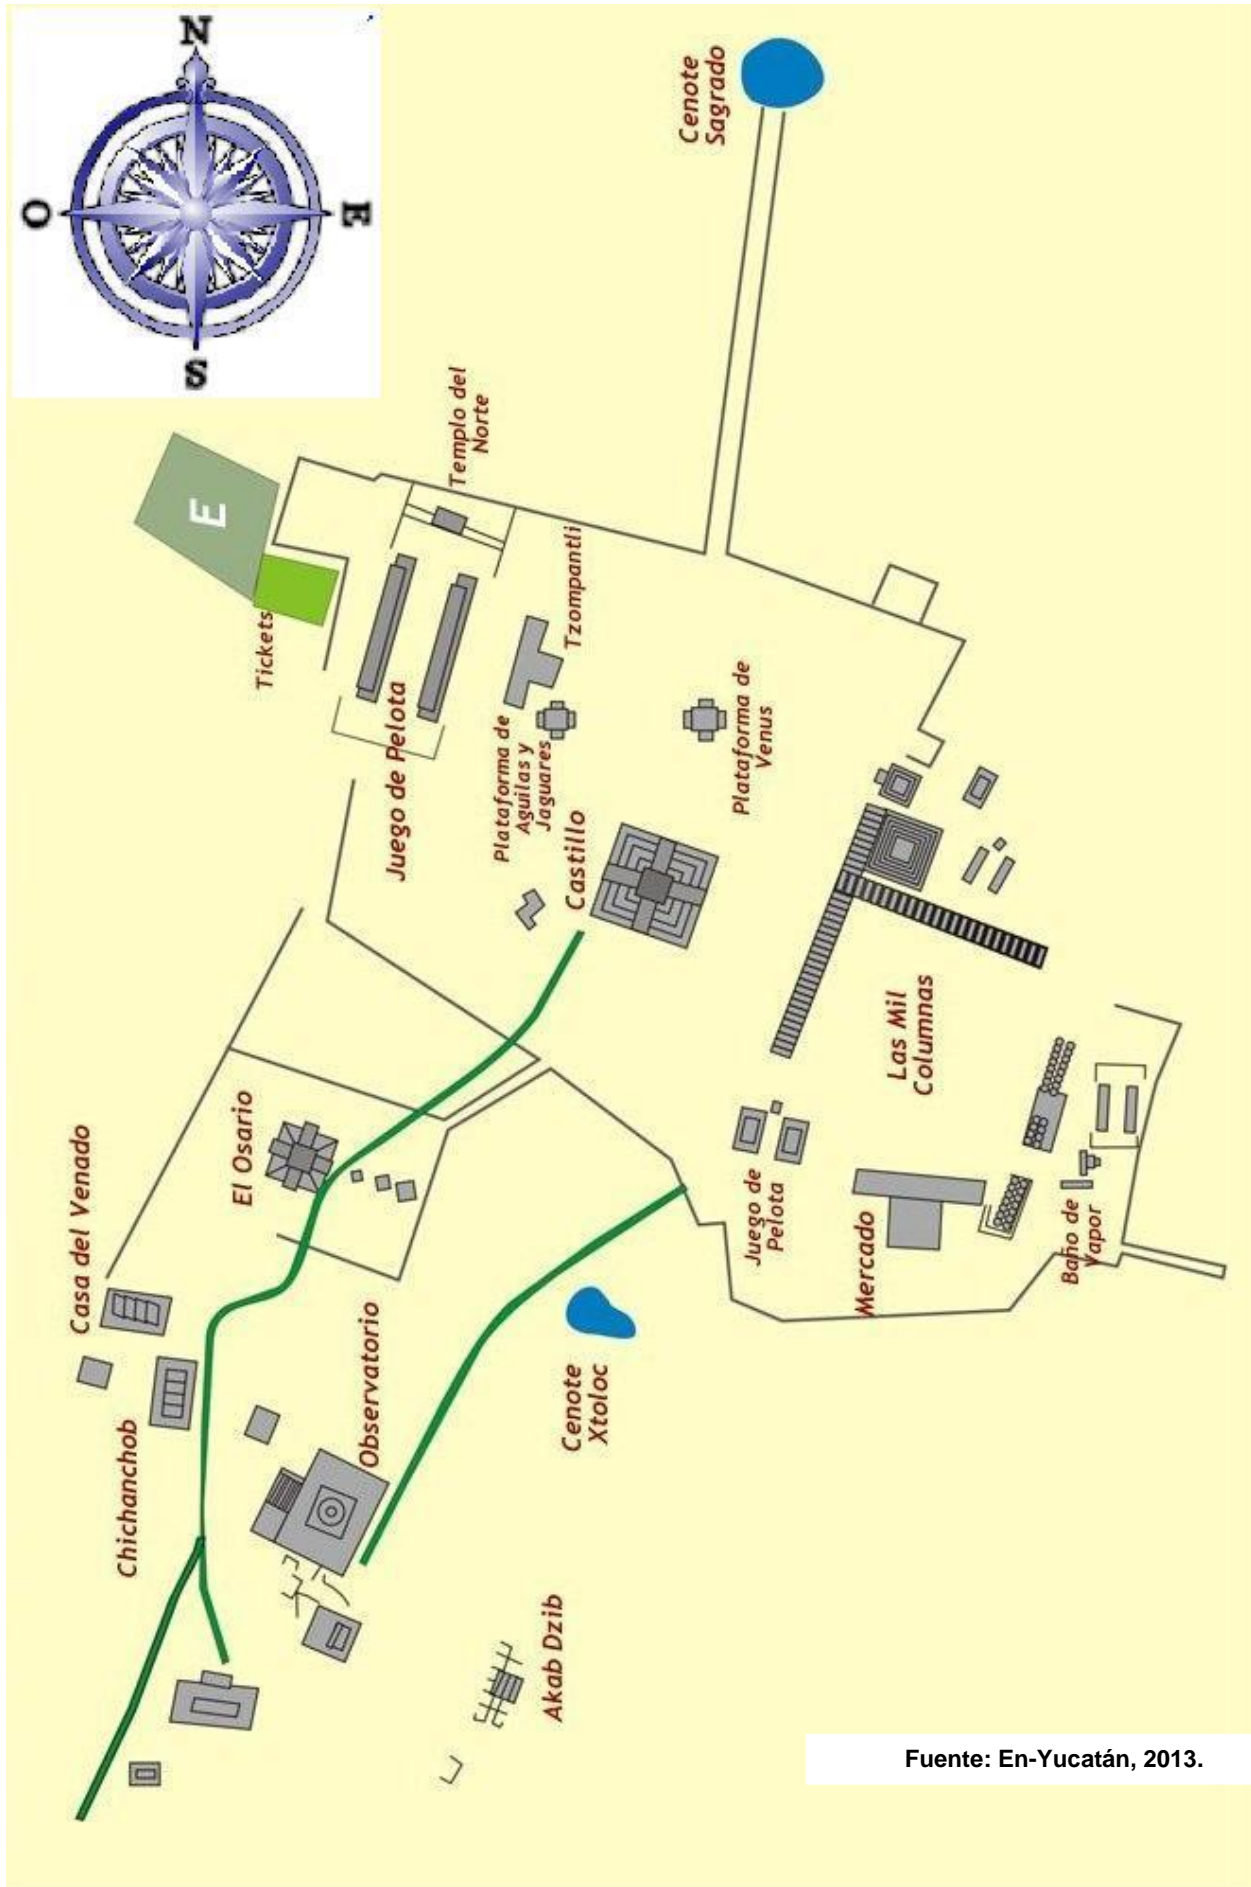 N
O
E
S
Cenote
Sagrado
Templo del
Norte
E
Tickets
Tzompantli
Juego de Pelota
Plataforma de
Aguilas y
Jaguares
Plataforma de
Venus
Castillo
Las Mil
Columnas
El Osario
Casa del Venado
Juego de
Pelota
Mercado
Baño de
Vapor
Observatorio
Cenote
Xtoloc
Chichanchob
Akab Dzib
Fuente: En-Yucatán, 2013.